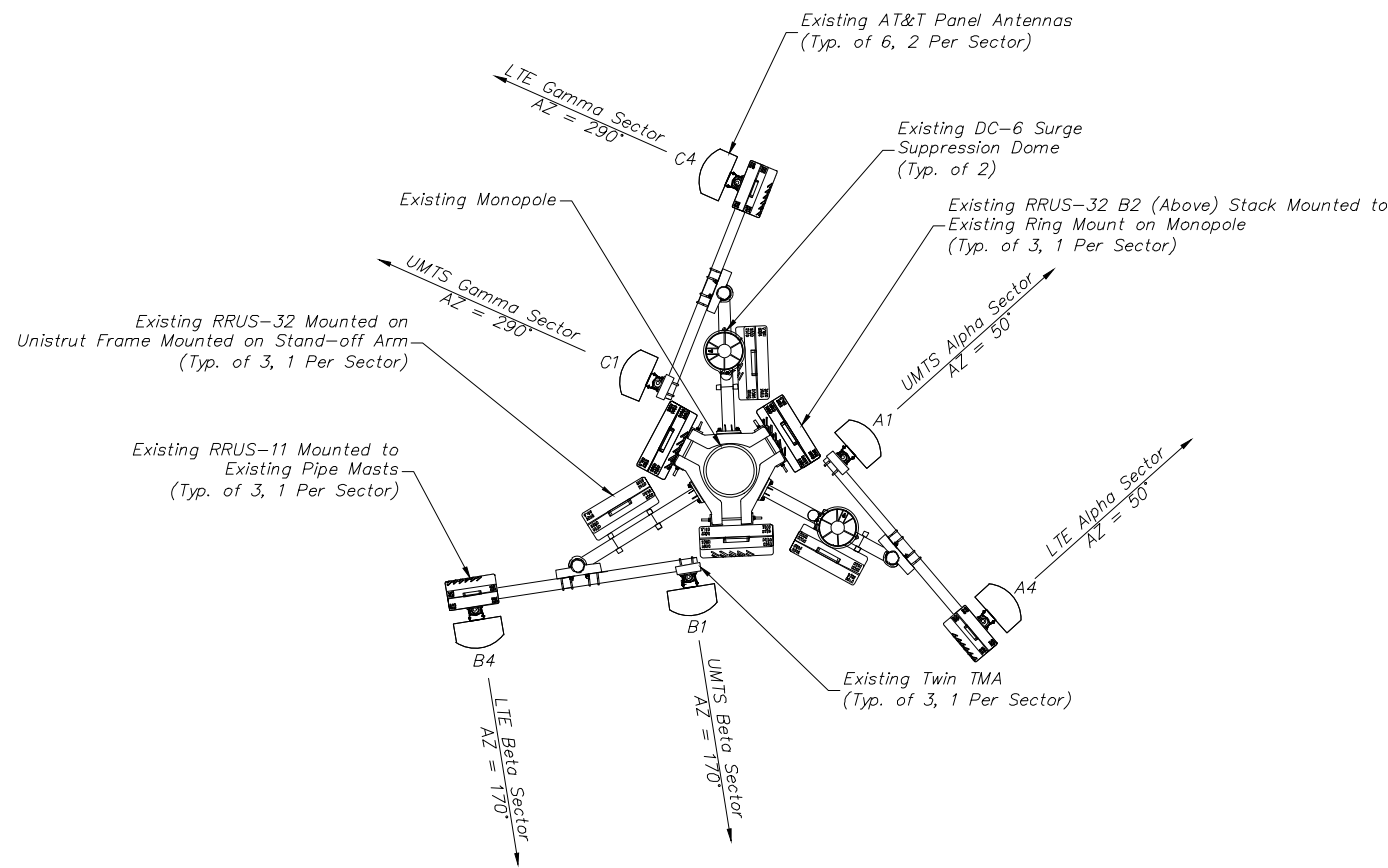 Existing AT&T Panel Antennas
(Typ. of 6, 2 Per Sector)
LTE Gamma Sector
AZ = 290°
C4
Existing DC-6 Surge
Suppression Dome
(Typ. of 2)
Existing Monopole
Existing RRUS-32 B2 (Above) Stack Mounted to
Existing Ring Mount on Monopole
(Typ. of 3, 1 Per Sector)
UMTS Gamma Sector
AZ = 290°
C1
UMTS Alpha Sector
AZ = 50°
A1
Existing RRUS-32 Mounted on
Unistrut Frame Mounted on Stand-off Arm
(Typ. of 3, 1 Per Sector)
Existing RRUS-11 Mounted to
Existing Pipe Masts
(Typ. of 3, 1 Per Sector)
LTE Alpha Sector
AZ = 50°
A4
B1
B4
Existing Twin TMA
(Typ. of 3, 1 Per Sector)
UMTS Beta Sector
AZ = 170°
LTE Beta Sector
AZ = 170°